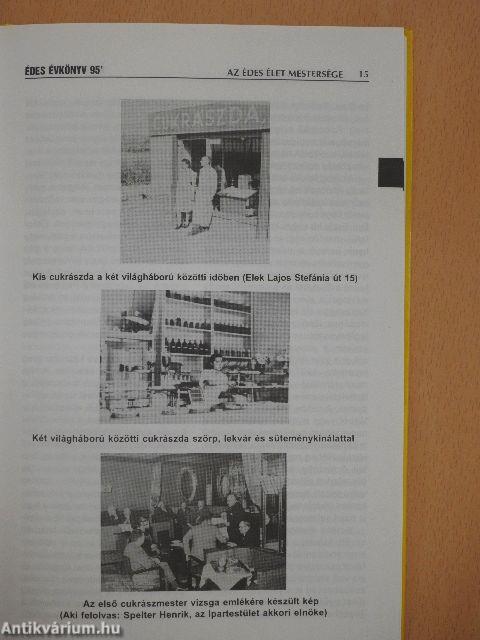 ÉDES ÉVKÖNYV 95' AZ ÉDES ÉLET MESTERSÉGE 15
CUKRÁSZDA
Kis cukrászda a két világháború közötti időben (Elek Lajos Stefánia út 15)
Két világháború közötti cukrászda szörp, lekvár és süteménykínálattal
Az első cukrászmester vizsga emlékére készült kép
(Aki felolvas: Spelter Henrik, az Ipartestület akkori elnöke)
Antikvárium.hu